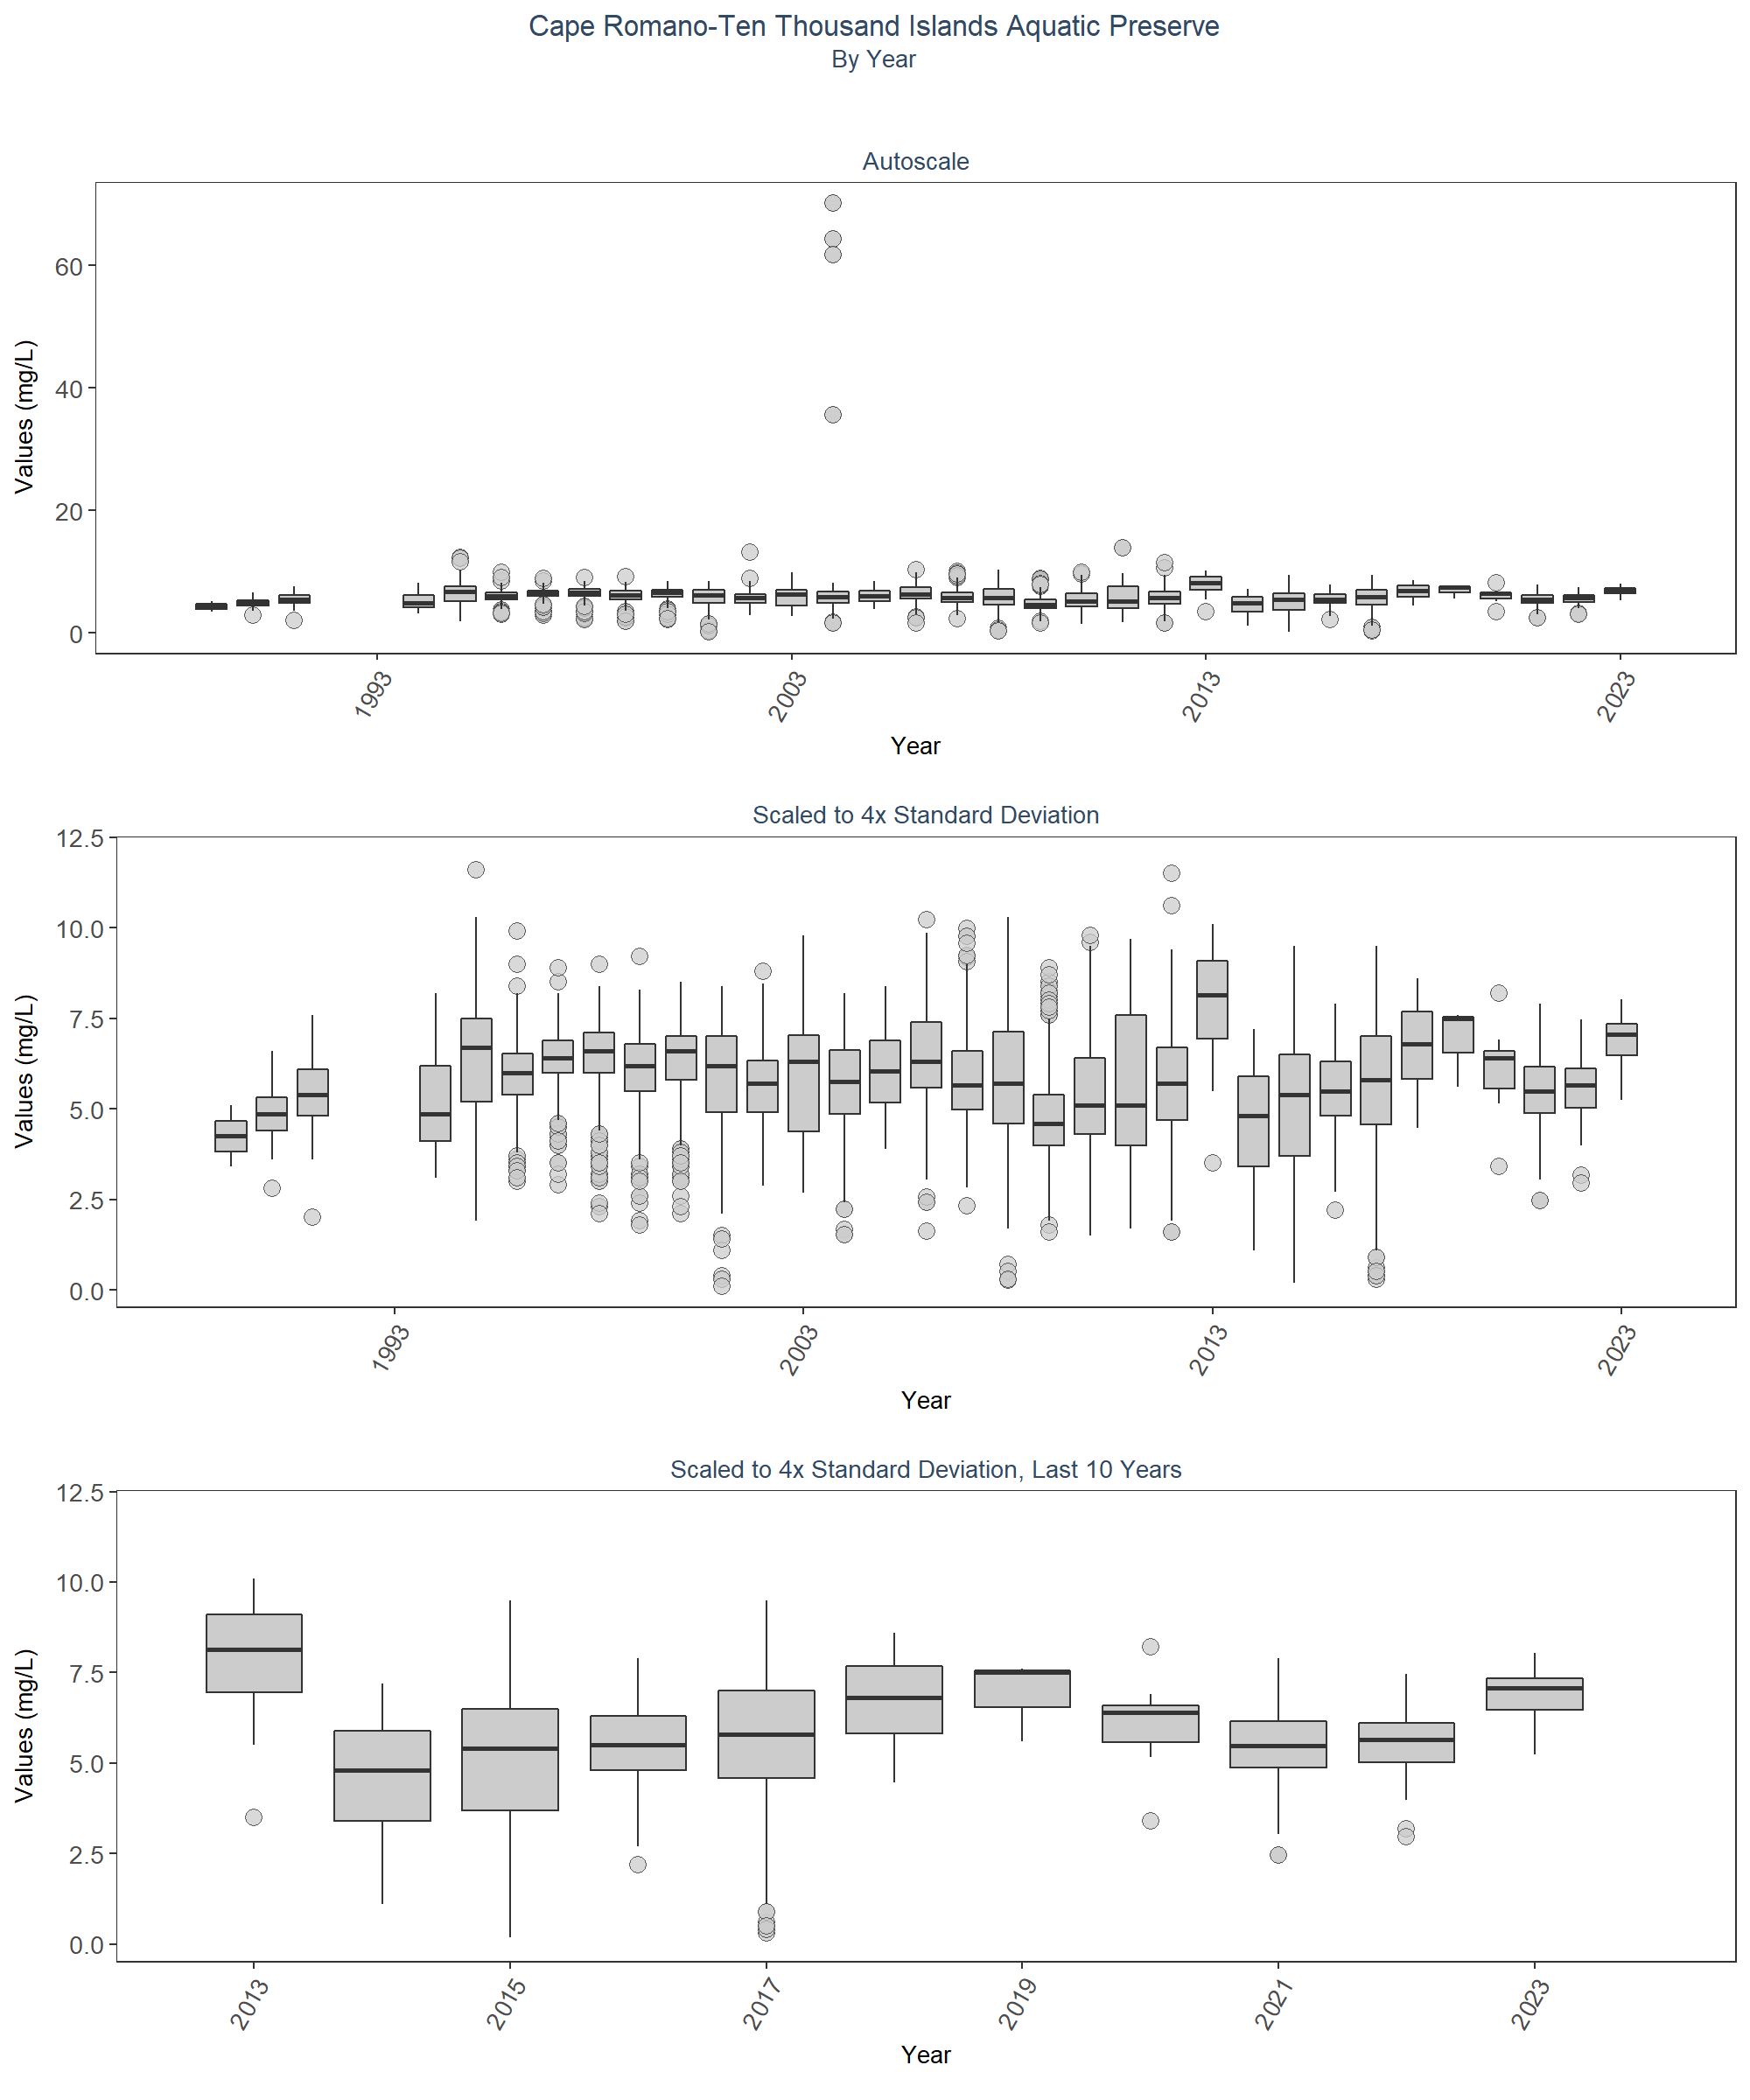 Cape Romano-Ten Thousand Islands Aquatic Preserve
By Year
Autoscale
Values (mg/L)
60
40
20
0
1993
2003
2013
2023
Year
Scaled to 4x Standard Deviation
Values (mg/L)
12.5
10.0
7.5
5.0
2.5
0.0
1993
2003
2013
2023
Year
Scaled to 4x Standard Deviation, Last 10 Years
Values (mg/L)
12.5
10.0
7.5
5.0
2.5
0.0
2013
2015
2017
2019
2021
2023
Year